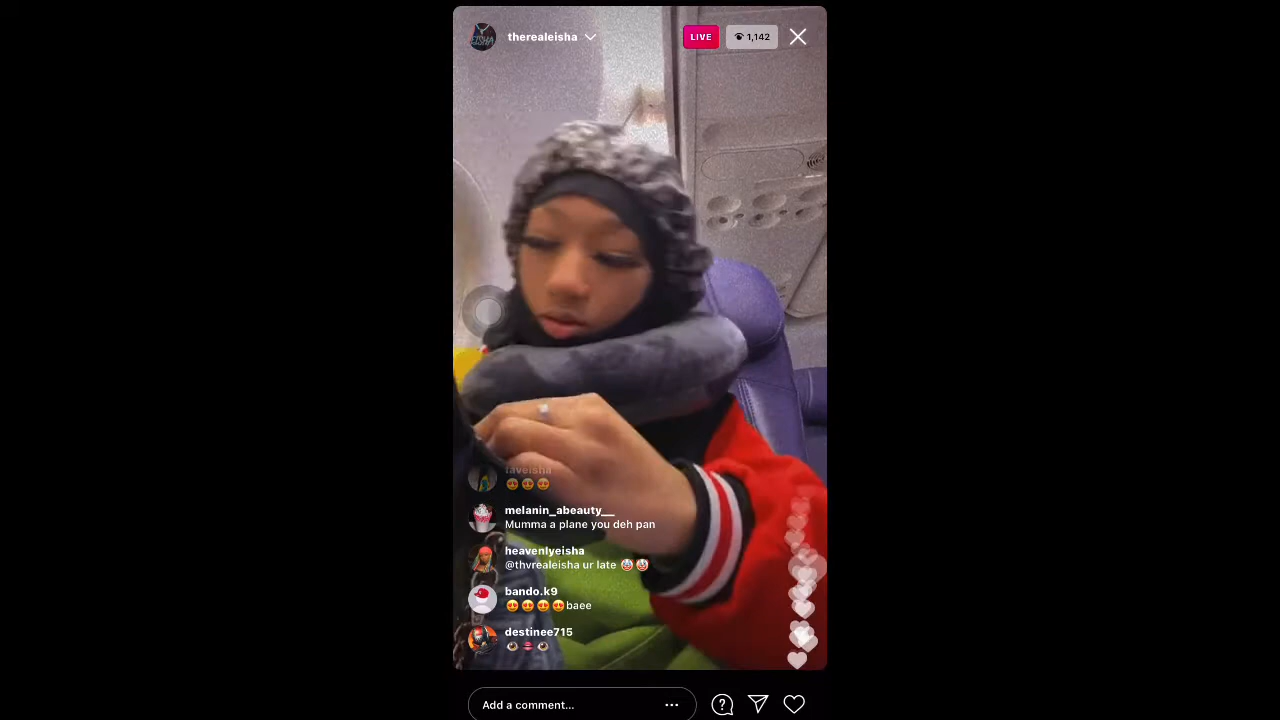 therealeisha
LIVE
1,142
faveisha
😍😍😍
melanin_abeauty__
Mumma a plane you deh pan
heavenlyeisha
@thvrealeisha ur late 🤡🤡
bando.k9
😍😍😍😍baee
destinee715
👁👄👁
Add a comment...